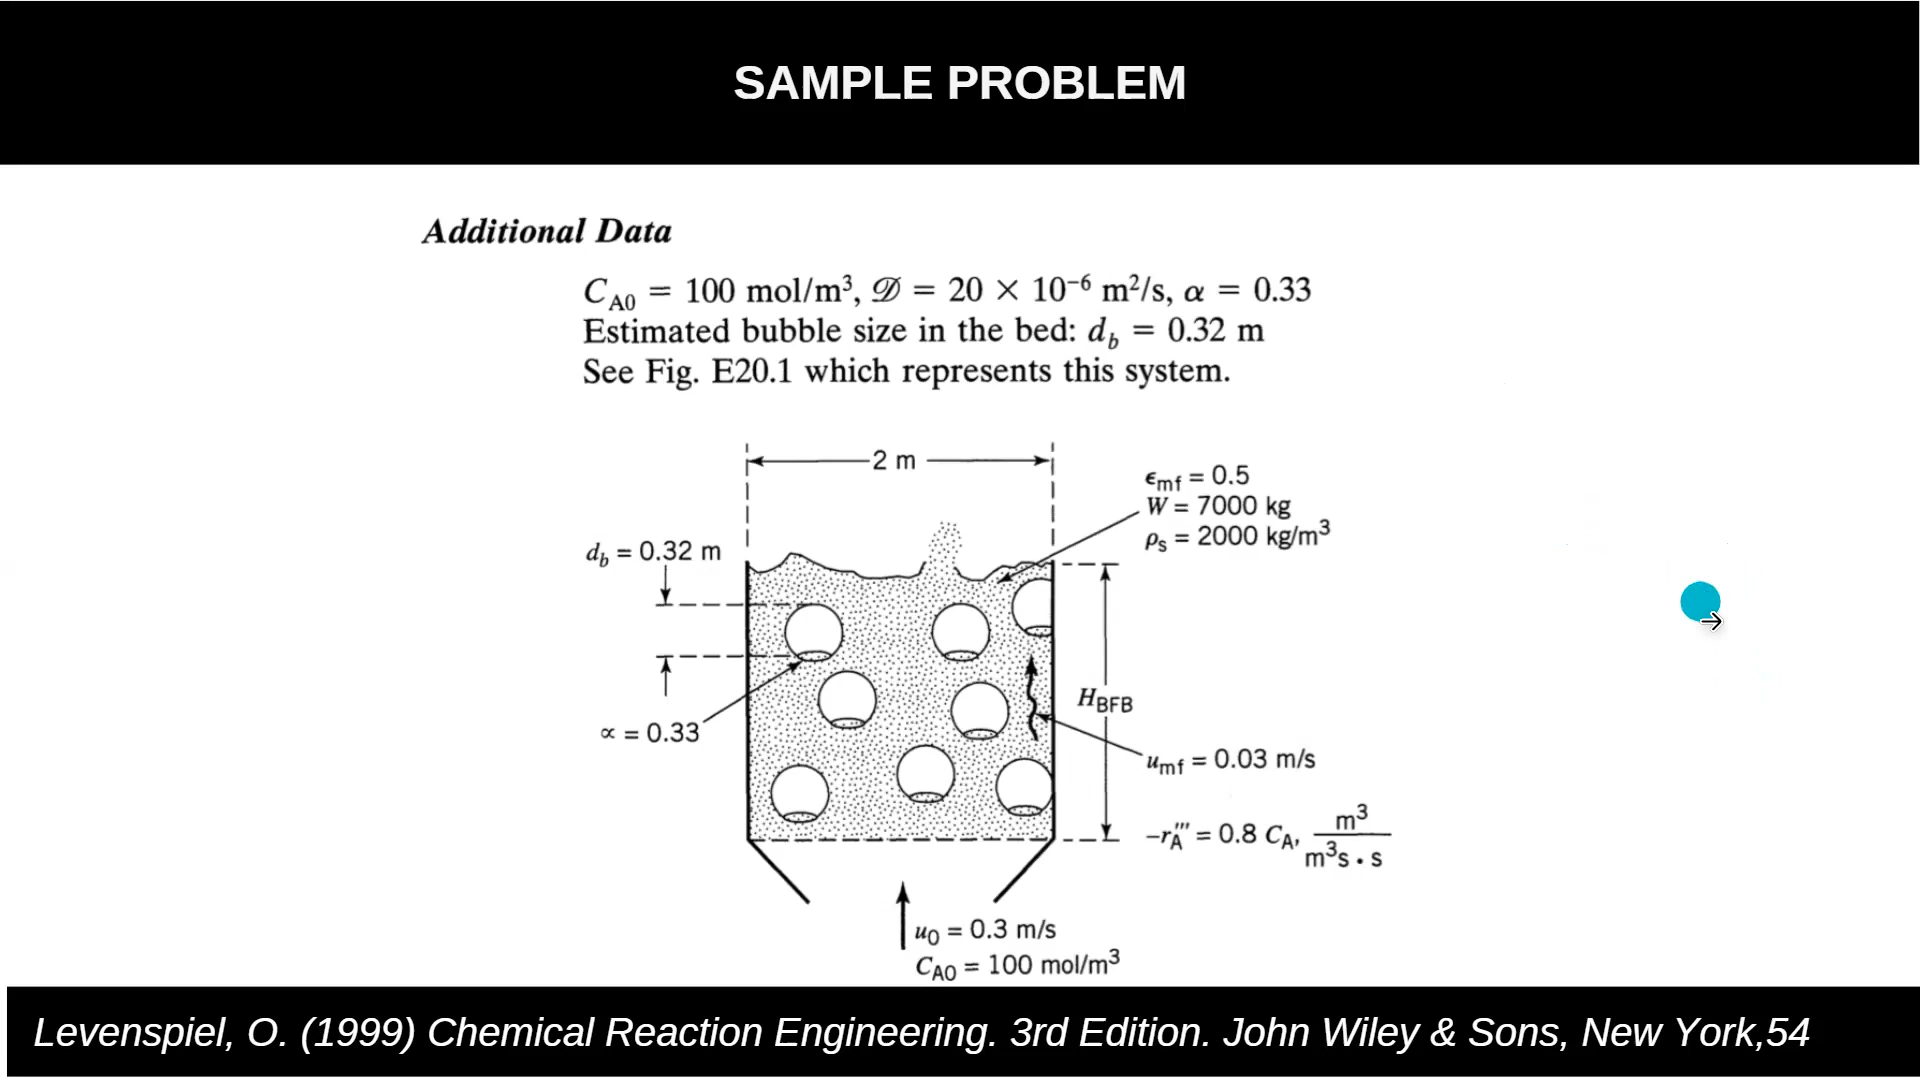 SAMPLE PROBLEM
Additional Data
C_A0 = 100 mol/m³, 𝒟 = 20 × 10⁻⁶ m²/s, α = 0.33
Estimated bubble size in the bed: d_b = 0.32 m
See Fig. E20.1 which represents this system.
2 m
ϵ_mf = 0.5
W = 7000 kg
ρ_s = 2000 kg/m³
d_b = 0.32 m
H_BFB
∝ = 0.33
u_mf = 0.03 m/s
−r_A''' = 0.8 C_A, m³/m³s • s
u_0 = 0.3 m/s
C_A0 = 100 mol/m³
Levenspiel, O. (1999) Chemical Reaction Engineering. 3rd Edition. John Wiley & Sons, New York,54